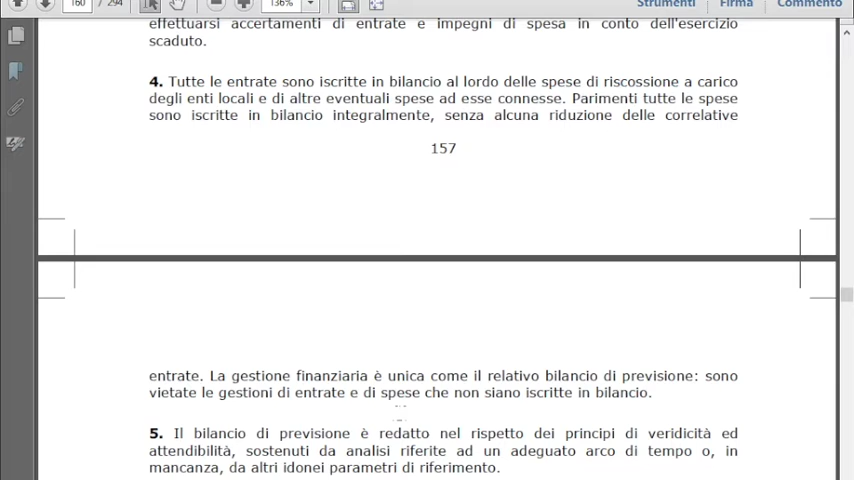 160 / 294
136%
Strumenti
Firma
Commento
effettuarsi accertamenti di entrate e impegni di spesa in conto dell'esercizio
scaduto.
4. Tutte le entrate sono iscritte in bilancio al lordo delle spese di riscossione a carico
degli enti locali e di altre eventuali spese ad esse connesse. Parimenti tutte le spese
sono iscritte in bilancio integralmente, senza alcuna riduzione delle correlative
157
entrate. La gestione finanziaria è unica come il relativo bilancio di previsione: sono
vietate le gestioni di entrate e di spese che non siano iscritte in bilancio.
5. Il bilancio di previsione è redatto nel rispetto dei principi di veridicità ed
attendibilità, sostenuti da analisi riferite ad un adeguato arco di tempo o, in
mancanza, da altri idonei parametri di riferimento.